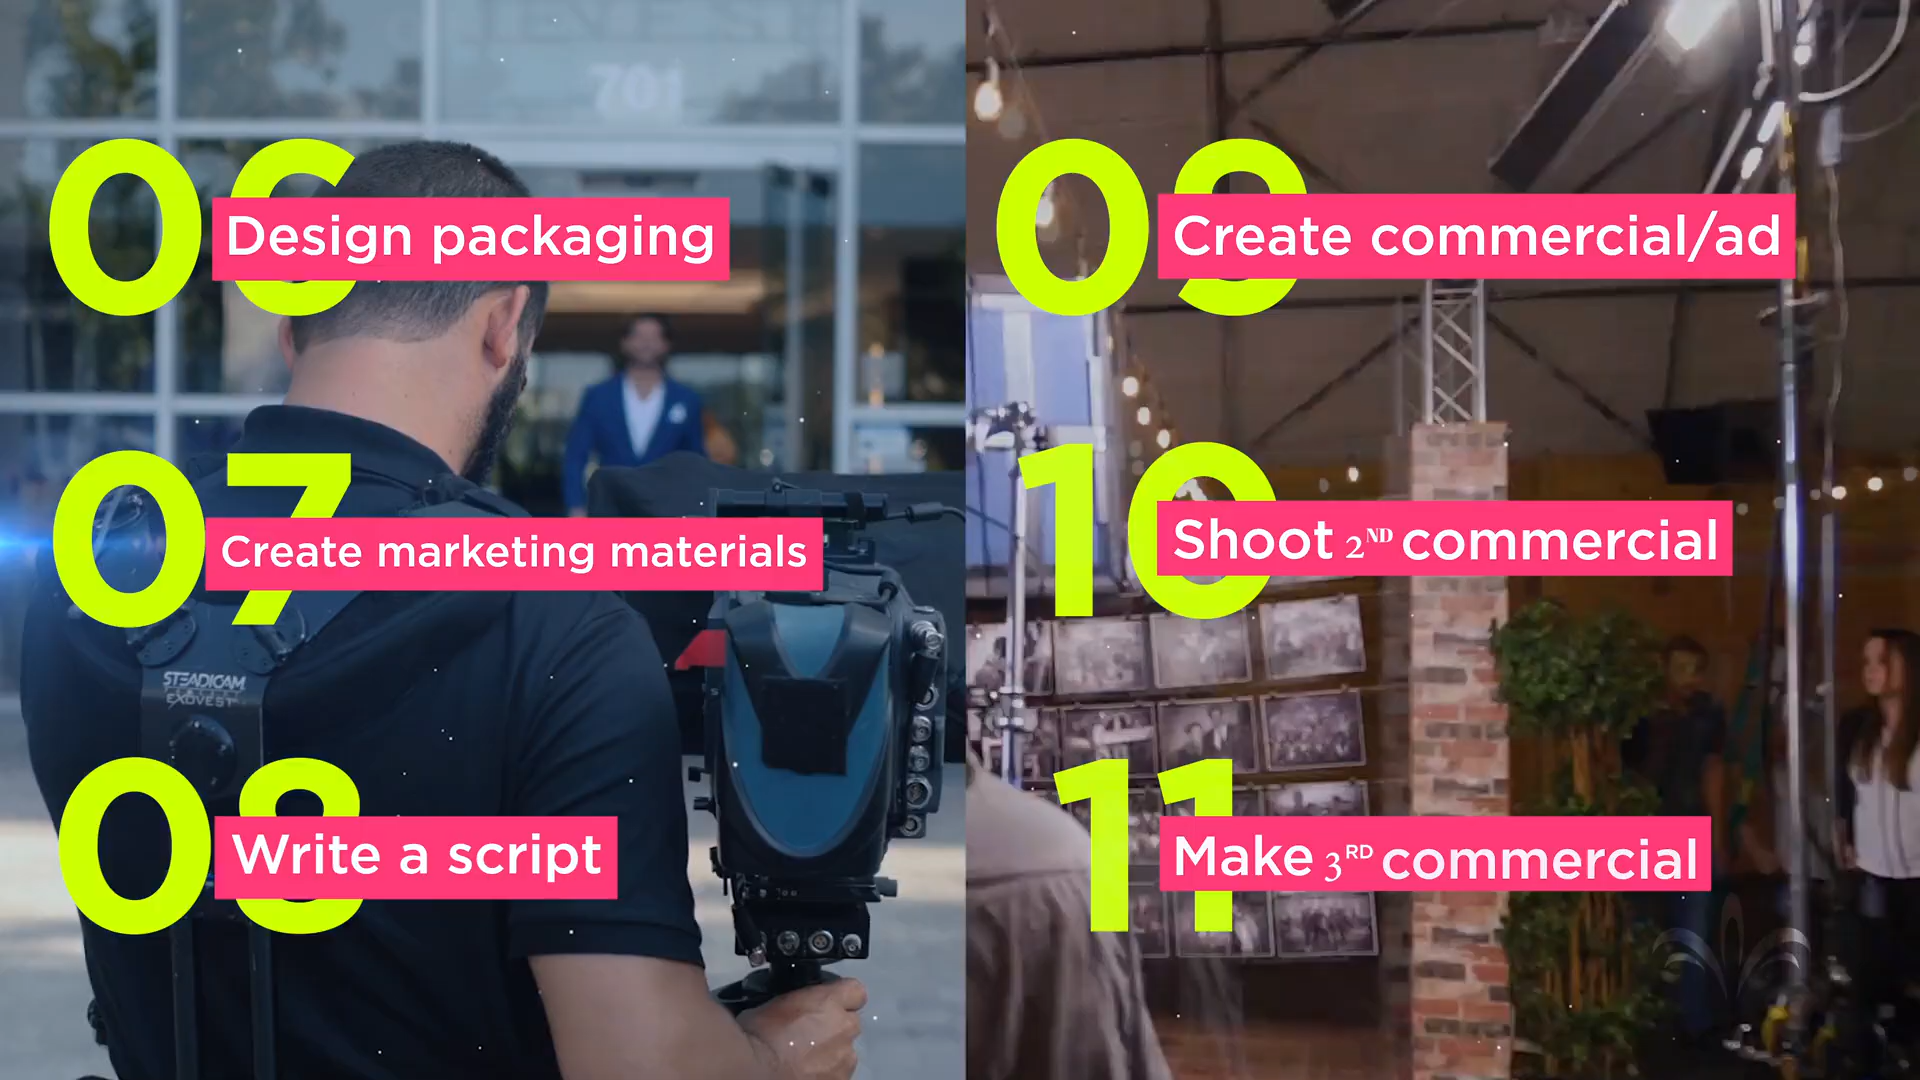 701
06
Design packaging
07
Create marketing materials
08
Write a script
STEADICAM
EXOVEST
09
Create commercial/ad
10
Shoot 2ND commercial
11
Make 3RD commercial